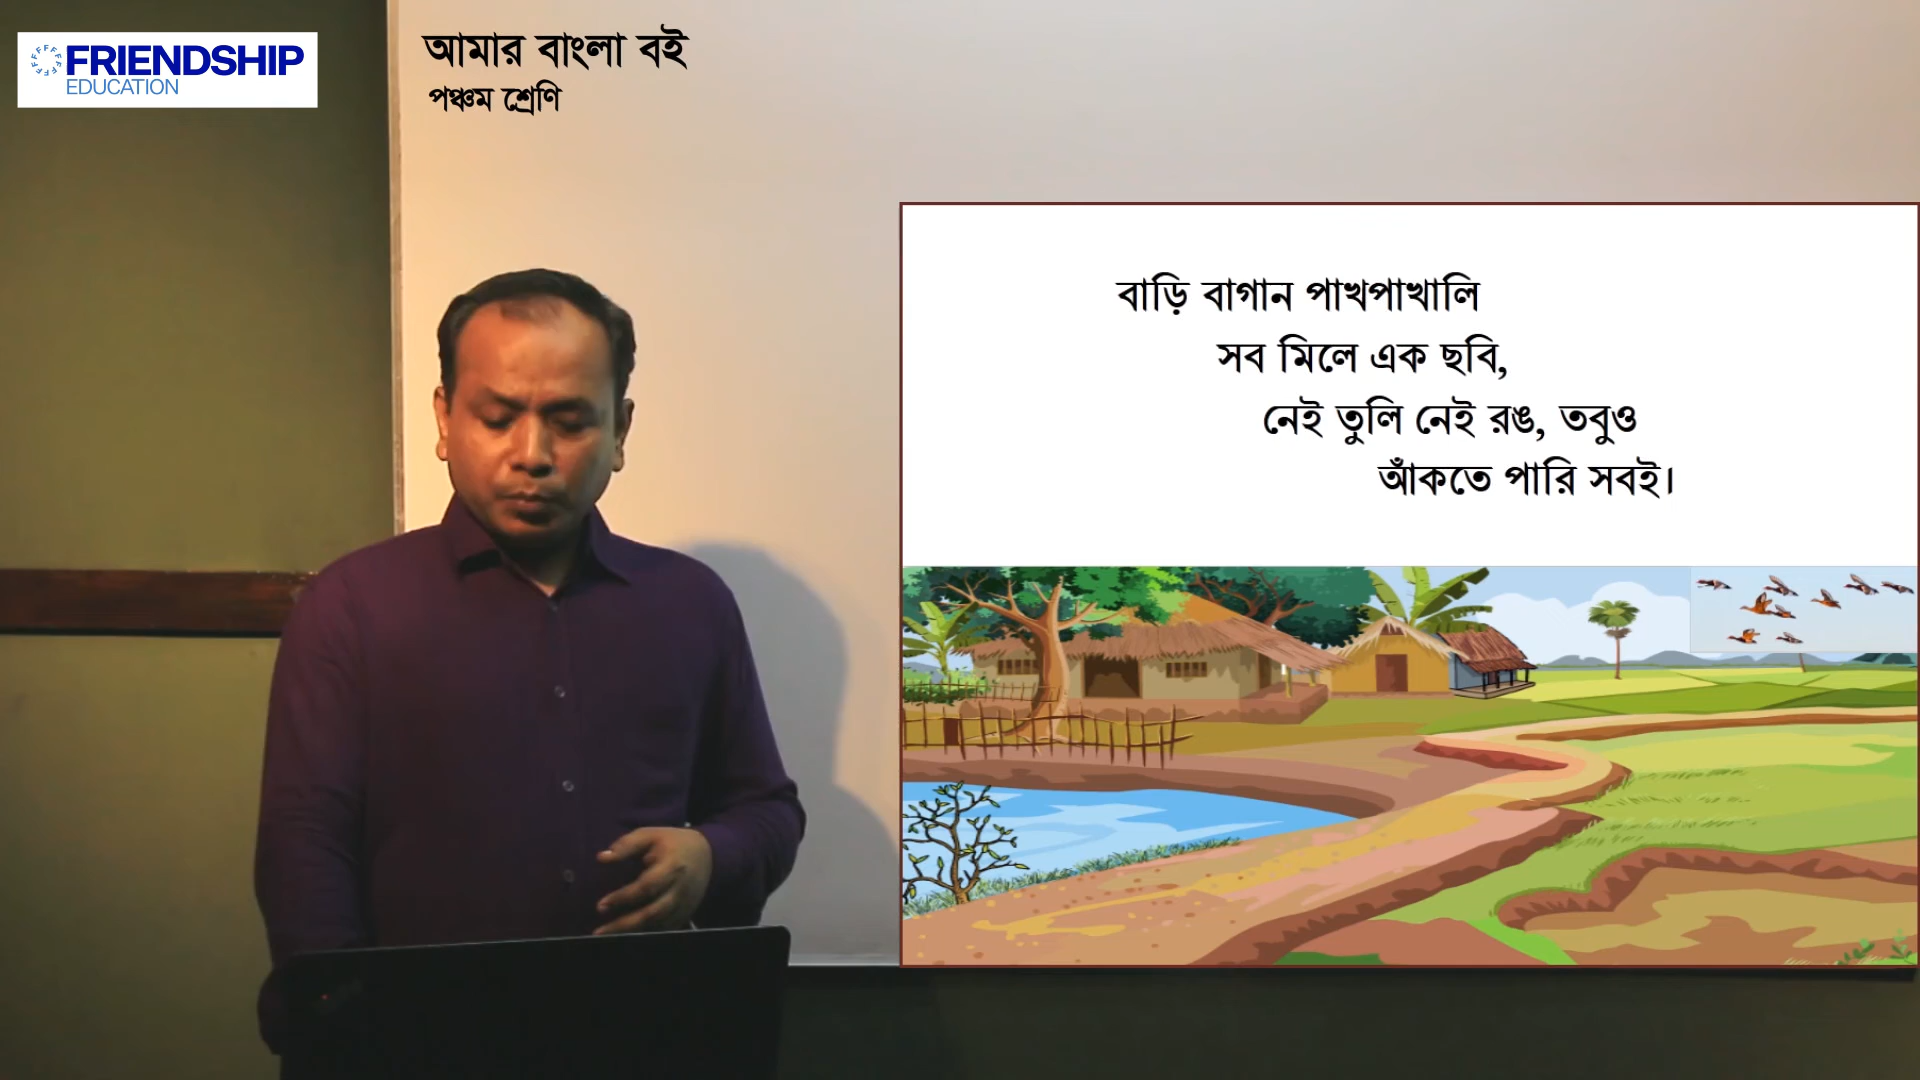 FRIENDSHIP
EDUCATION
আমার বাংলা বই
পঞ্চম শ্রেণি
বাড়ি বাগান পাখপাখালি
সব মিলে এক ছবি,
নেই তুলি নেই রঙ, তবুও
আঁকতে পারি সবই।